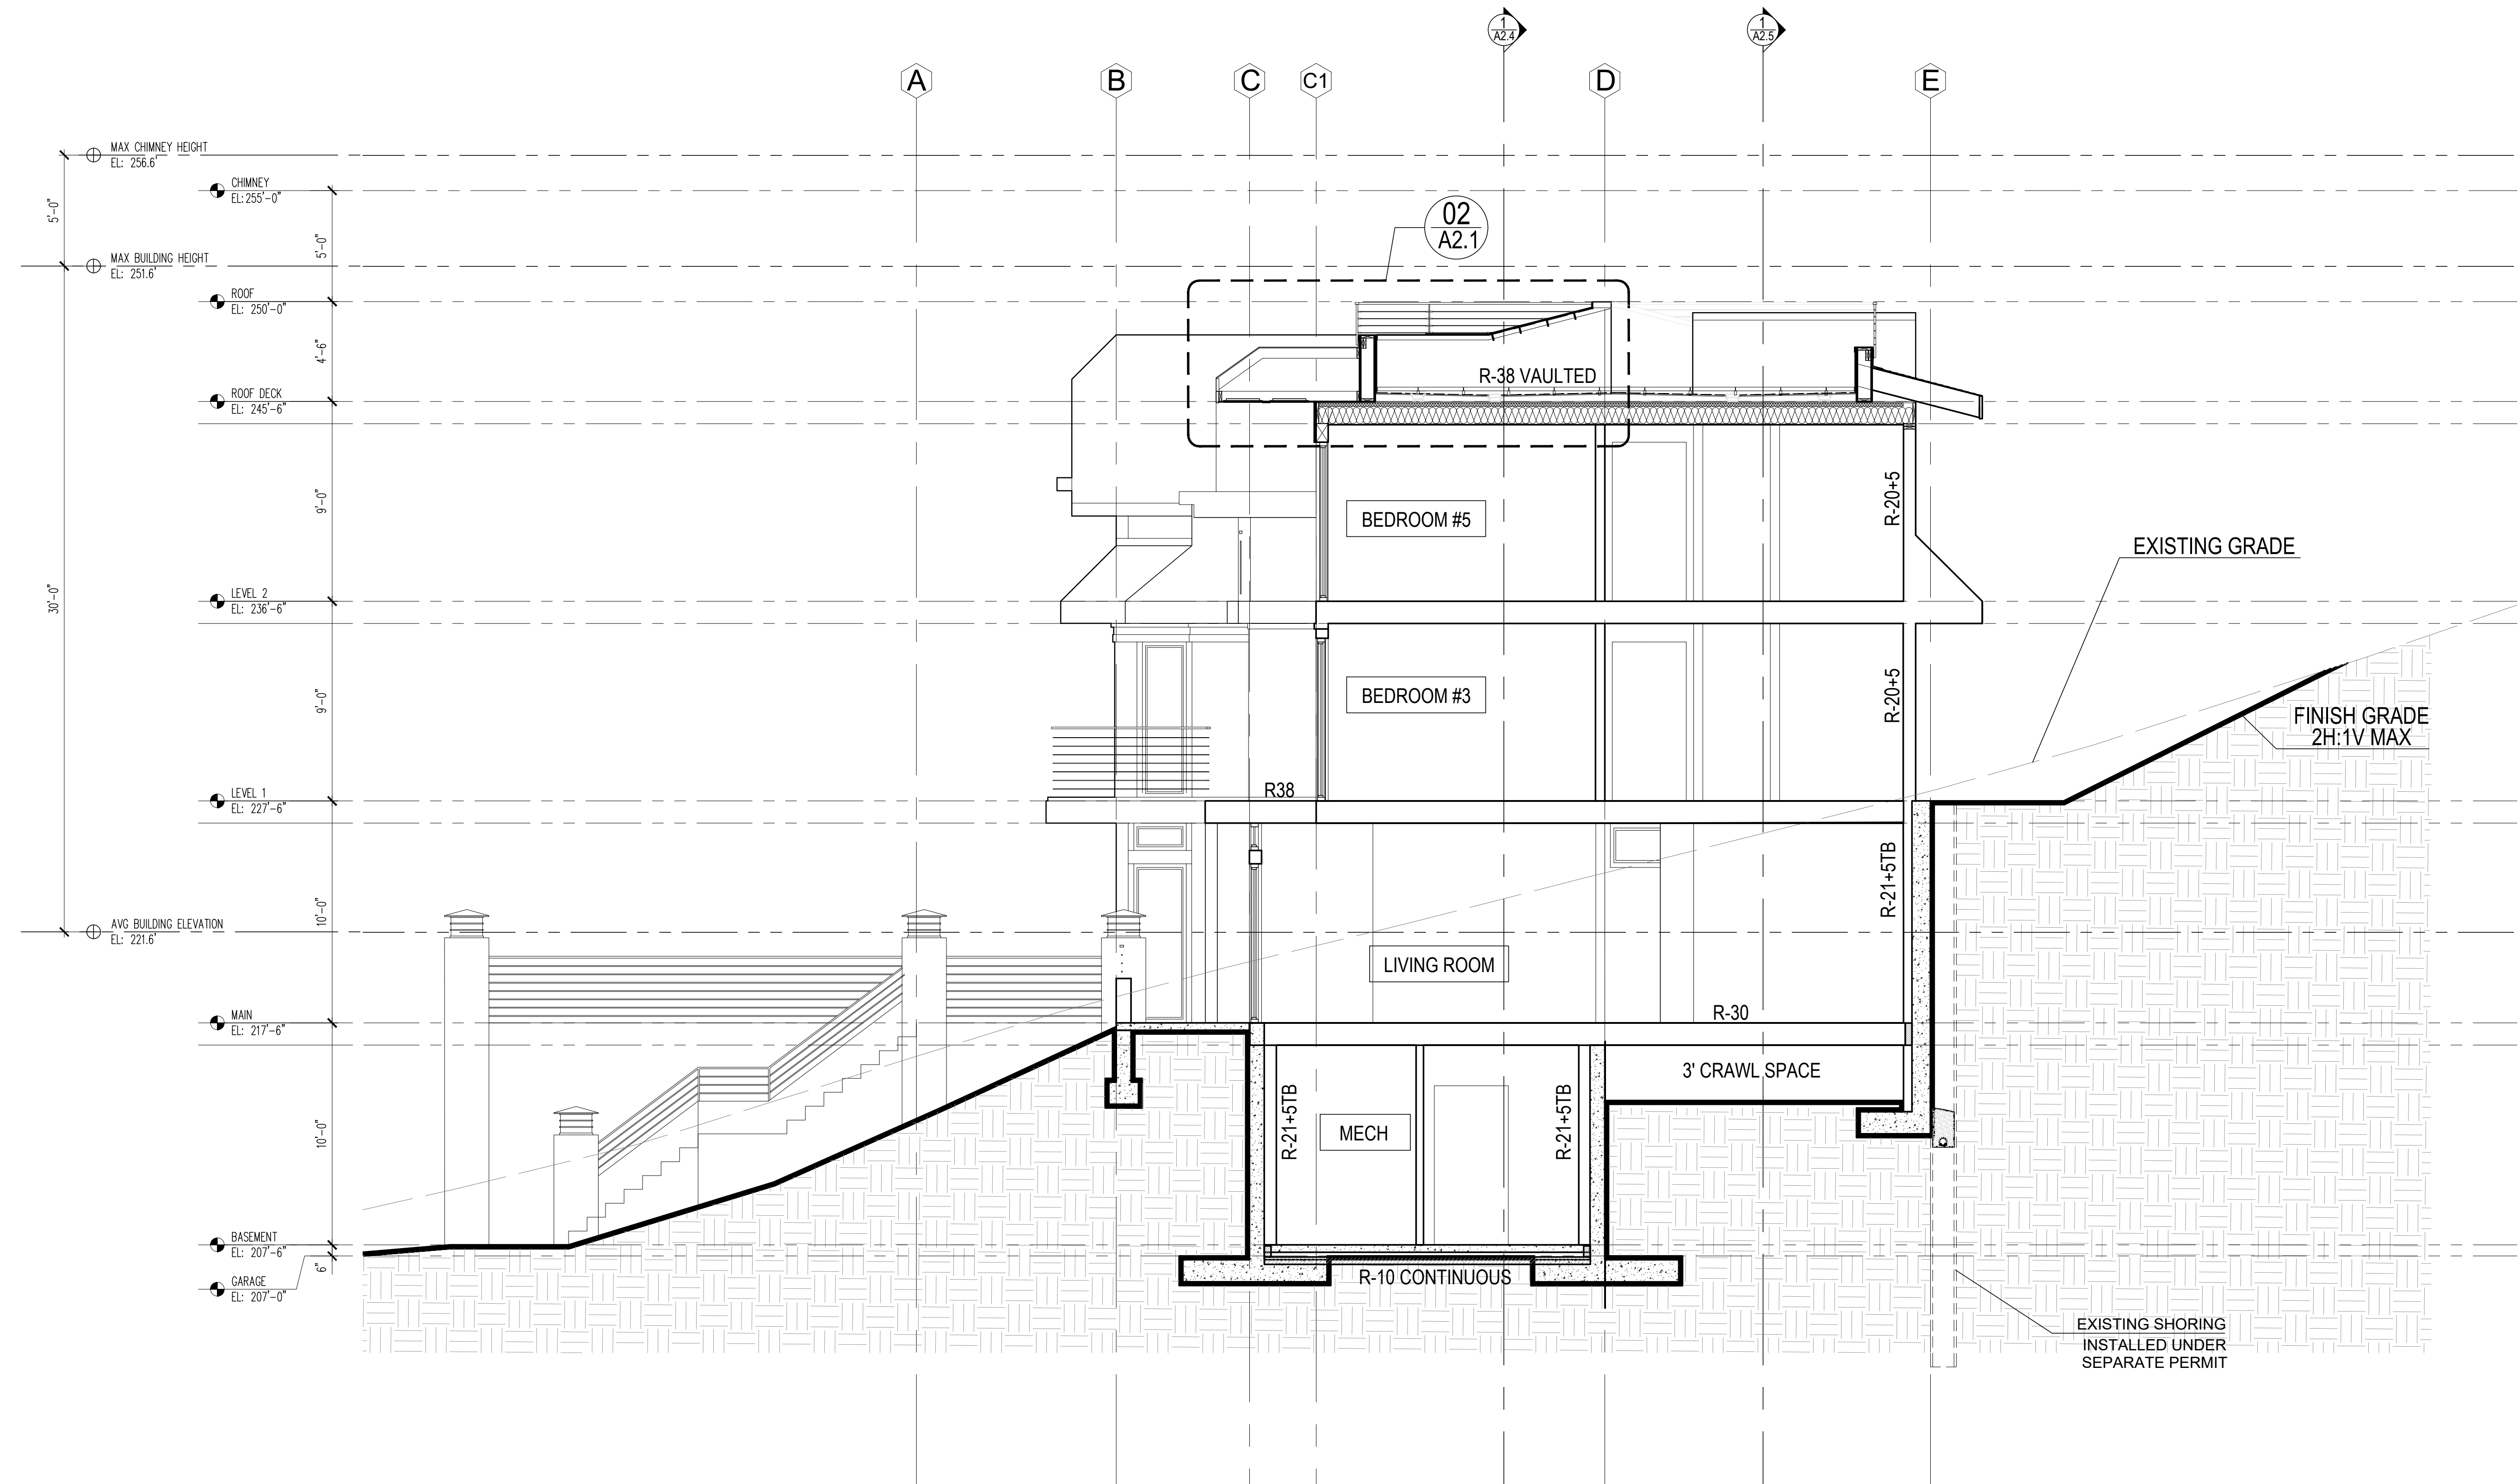 1
A2.4
1
A2.5
A
B
C
C1
D
E
MAX CHIMNEY HEIGHT
EL: 256.6'
CHIMNEY
EL: 255'-0"
5'-0"
5'-0"
02
A2.1
MAX BUILDING HEIGHT
EL: 251.6'
ROOF
EL: 250'-0"
4'-6"
R-38 VAULTED
ROOF DECK
EL: 245'-6"
9'-0"
BEDROOM #5
R-20+5
EXISTING GRADE
30'-0"
LEVEL 2
EL: 236'-6"
9'-0"
BEDROOM #3
R-20+5
FINISH GRADE
2H:1V MAX
R38
LEVEL 1
EL: 227'-6"
10'-0"
R-21+5TB
AVG BUILDING ELEVATION
EL: 221.6'
LIVING ROOM
R-30
MAIN
EL: 217'-6"
3' CRAWL SPACE
10'-0"
R-21+5TB
MECH
R-21+5TB
BASEMENT
EL: 207'-6"
6"
GARAGE
EL: 207'-0"
R-10 CONTINUOUS
EXISTING SHORING
INSTALLED UNDER
SEPARATE PERMIT